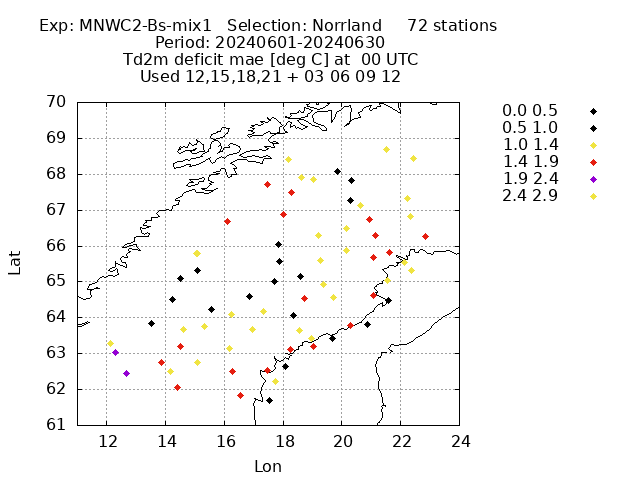 Exp: MNWC2-Bs-mix1 Selection: Norrland 72 stations
Period: 20240601-20240630
Td2m deficit mae [deg C] at 00 UTC
Used 12,15,18,21 + 03 06 09 12
70
69
68
67
66
65
64
63
62
61
Lat
12 14 16 18 20 22 24
Lon
0.0 0.5
0.5 1.0
1.0 1.4
1.4 1.9
1.9 2.4
2.4 2.9